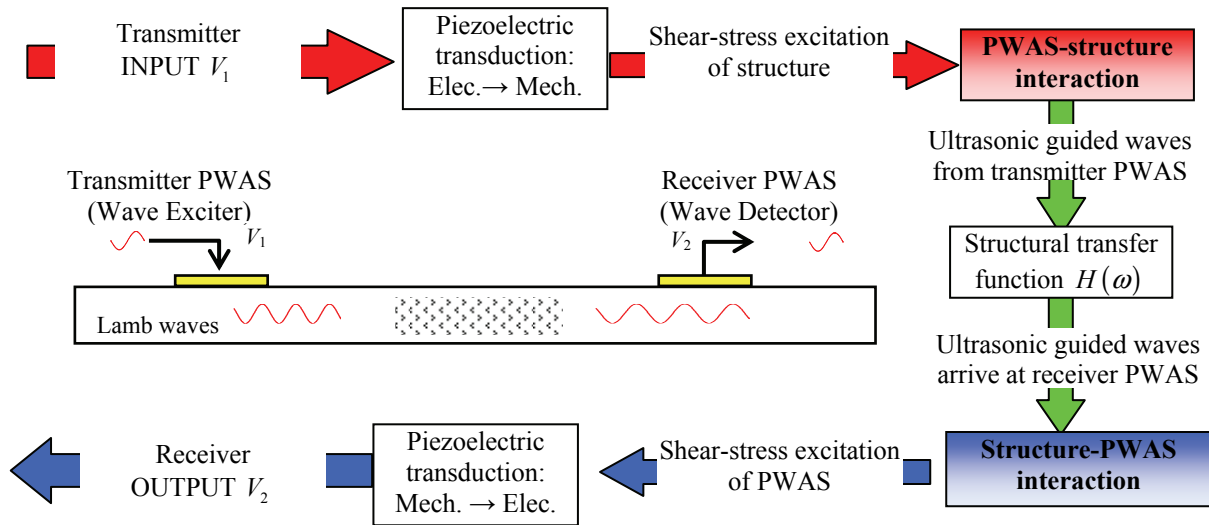 Transmitter
INPUT V₁
Piezoelectric
transduction:
Elec.→ Mech.
Shear-stress excitation
of structure
PWAS-structure
interaction
Ultrasonic guided waves
from transmitter PWAS
Transmitter PWAS
(Wave Exciter)
V₁
Receiver PWAS
(Wave Detector)
V₂
Lamb waves
Structural transfer
function H(ω)
Ultrasonic guided waves
arrive at receiver PWAS
Structure-PWAS
interaction
Shear-stress excitation
of PWAS
Piezoelectric
transduction:
Mech. → Elec.
Receiver
OUTPUT V₂